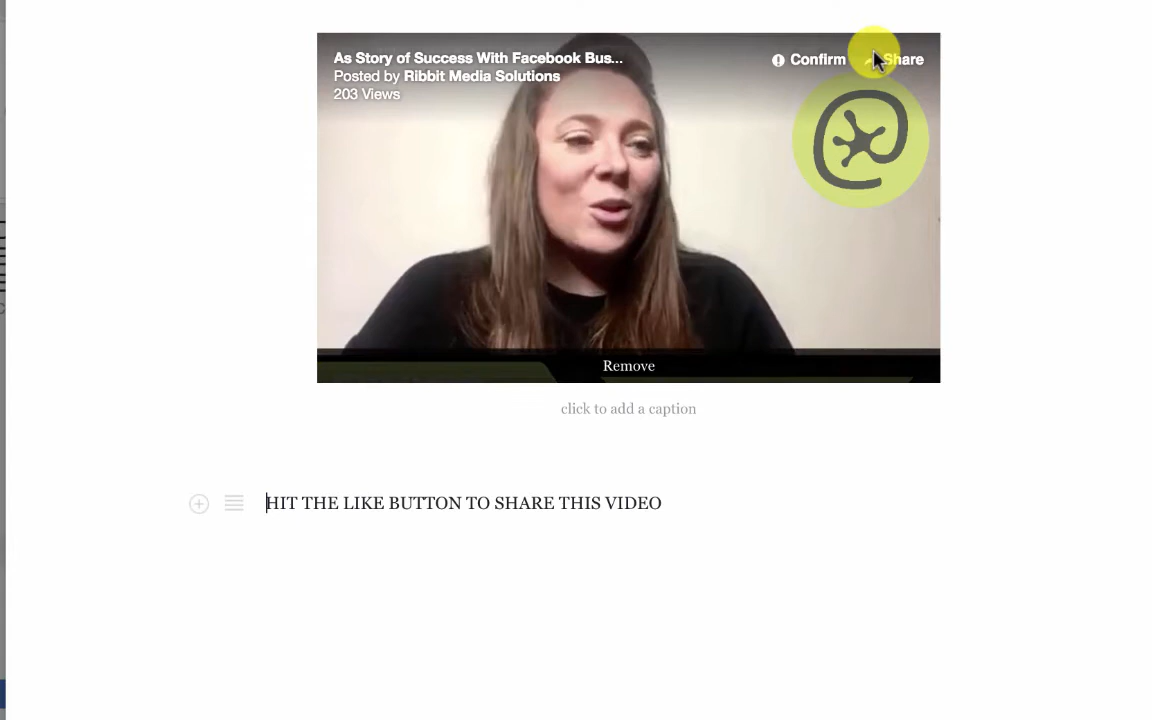 As Story of Success With Facebook Bus...
Confirm
Share
Posted by Ribbit Media Solutions
203 Views
Remove
click to add a caption
HIT THE LIKE BUTTON TO SHARE THIS VIDEO